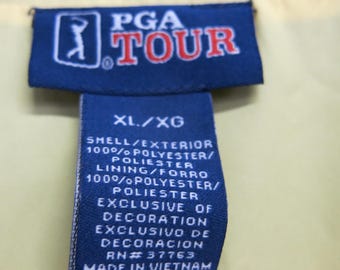 PGA
TOUR
®
XL/XG
SHELL/EXTERIOR
100%POLYESTER/
POLIESTER
LINING/FORRO
100%POLYESTER/
POLIESTER
EXCLUSIVE OF
DECORATION
EXCLUSIVO DE
DECORACION
RN# 37763
MADE IN VIETNAM